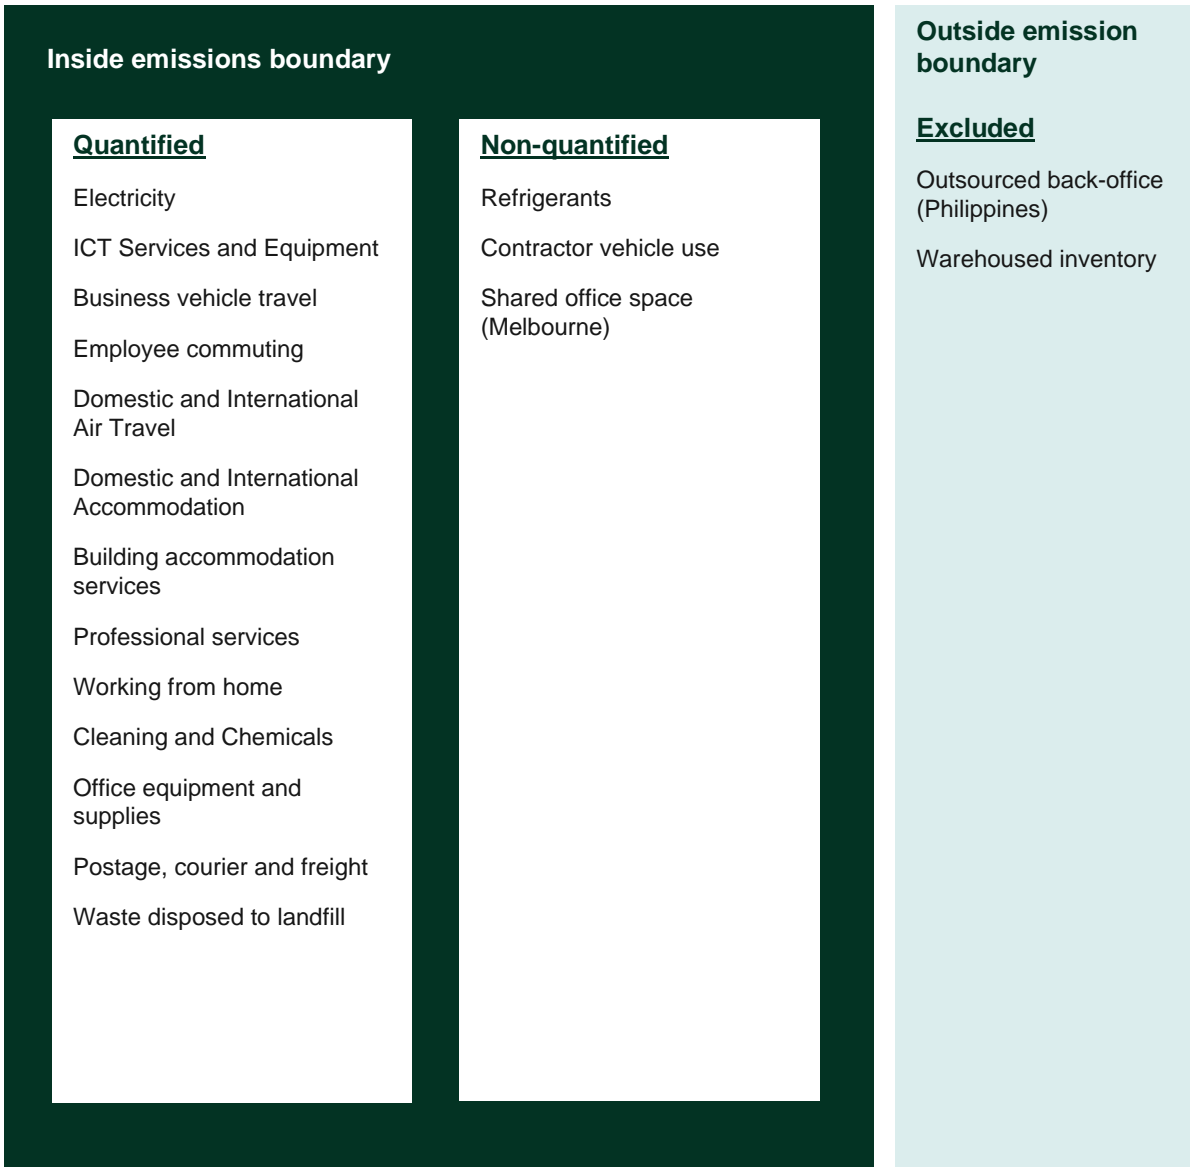 Inside emissions boundary
Quantified
Electricity
ICT Services and Equipment
Business vehicle travel
Employee commuting
Domestic and International
Air Travel
Domestic and International
Accommodation
Building accommodation
services
Professional services
Working from home
Cleaning and Chemicals
Office equipment and
supplies
Postage, courier and freight
Waste disposed to landfill
Non-quantified
Refrigerants
Contractor vehicle use
Shared office space
(Melbourne)
Outside emission
boundary
Excluded
Outsourced back-office
(Philippines)
Warehoused inventory